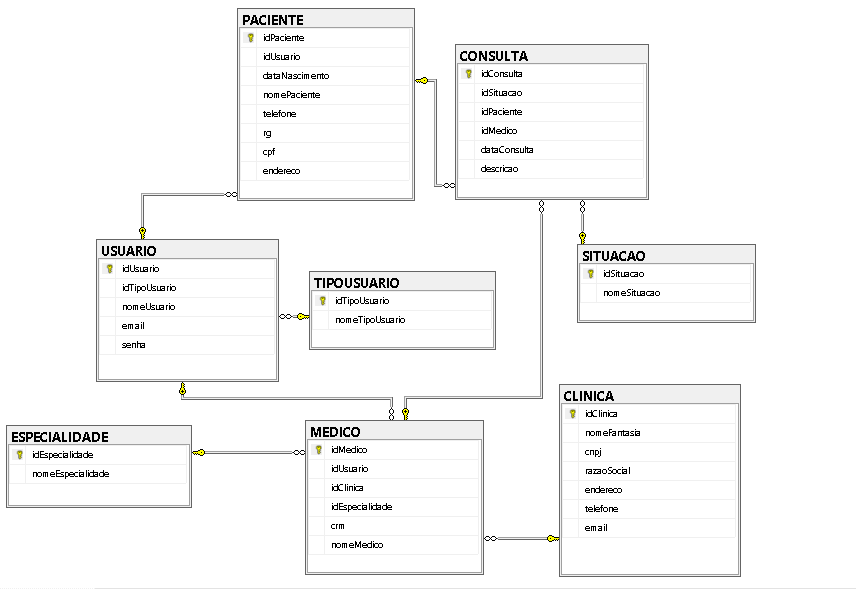 PACIENTE
idPaciente
idUsuario
dataNascimento
nomePaciente
telefone
rg
cpf
endereco
CONSULTA
idConsulta
idSituacao
idPaciente
idMedico
dataConsulta
descricao
USUARIO
idUsuario
idTipoUsuario
nomeUsuario
email
senha
TIPOUSUARIO
idTipoUsuario
nomeTipoUsuario
SITUACAO
idSituacao
nomeSituacao
ESPECIALIDADE
idEspecialidade
nomeEspecialidade
MEDICO
idMedico
idUsuario
idClinica
idEspecialidade
crm
nomeMedico
CLINICA
idClinica
nomeFantasia
cnpj
razaoSocial
endereco
telefone
email